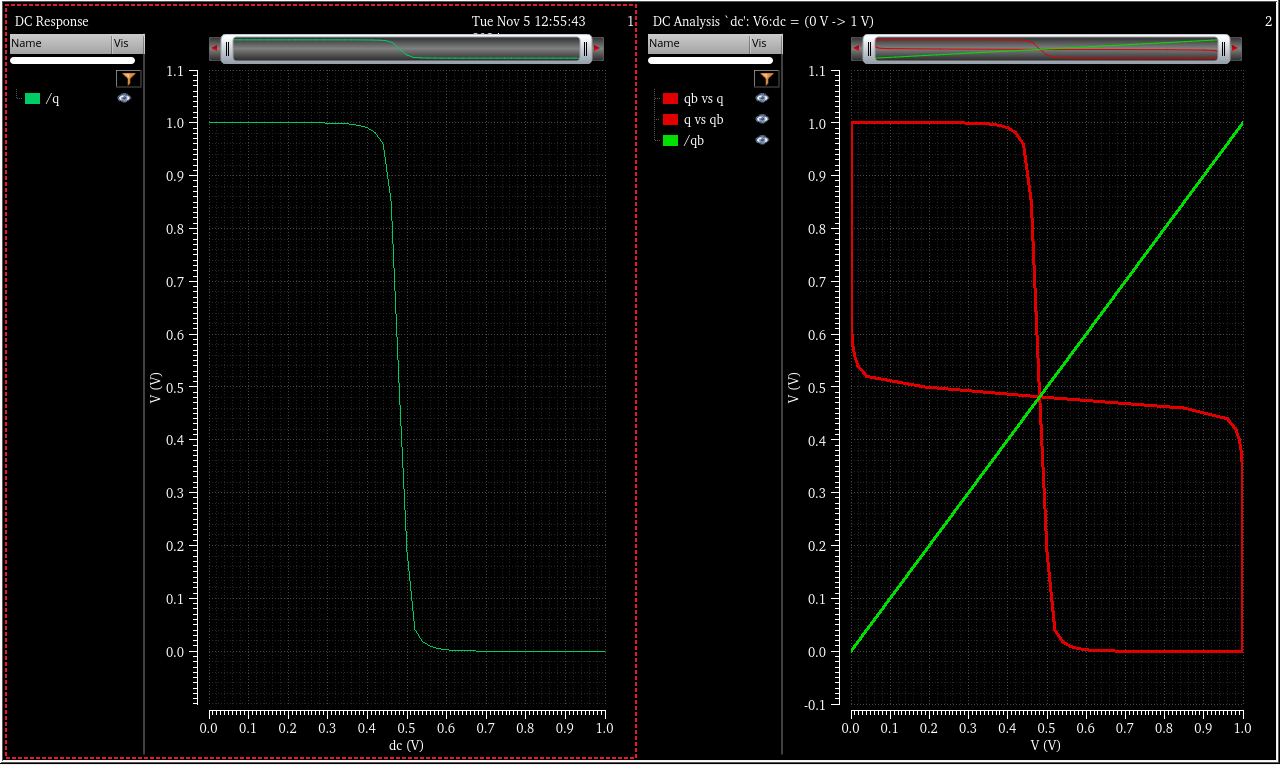 DC Response
Tue Nov 5 12:55:43
1
Name
Vis
/q
1.1
1.0
0.9
0.8
0.7
0.6
0.5
0.4
0.3
0.2
0.1
0.0
V (V)
0.0 0.1 0.2 0.3 0.4 0.5 0.6 0.7 0.8 0.9 1.0
dc (V)
DC Analysis `dc': V6:dc = (0 V -> 1 V)
2
Name
Vis
qb vs q
q vs qb
/qb
1.1
1.0
0.9
0.8
0.7
0.6
0.5
0.4
0.3
0.2
0.1
0.0
-0.1
V (V)
0.0 0.1 0.2 0.3 0.4 0.5 0.6 0.7 0.8 0.9 1.0
V (V)